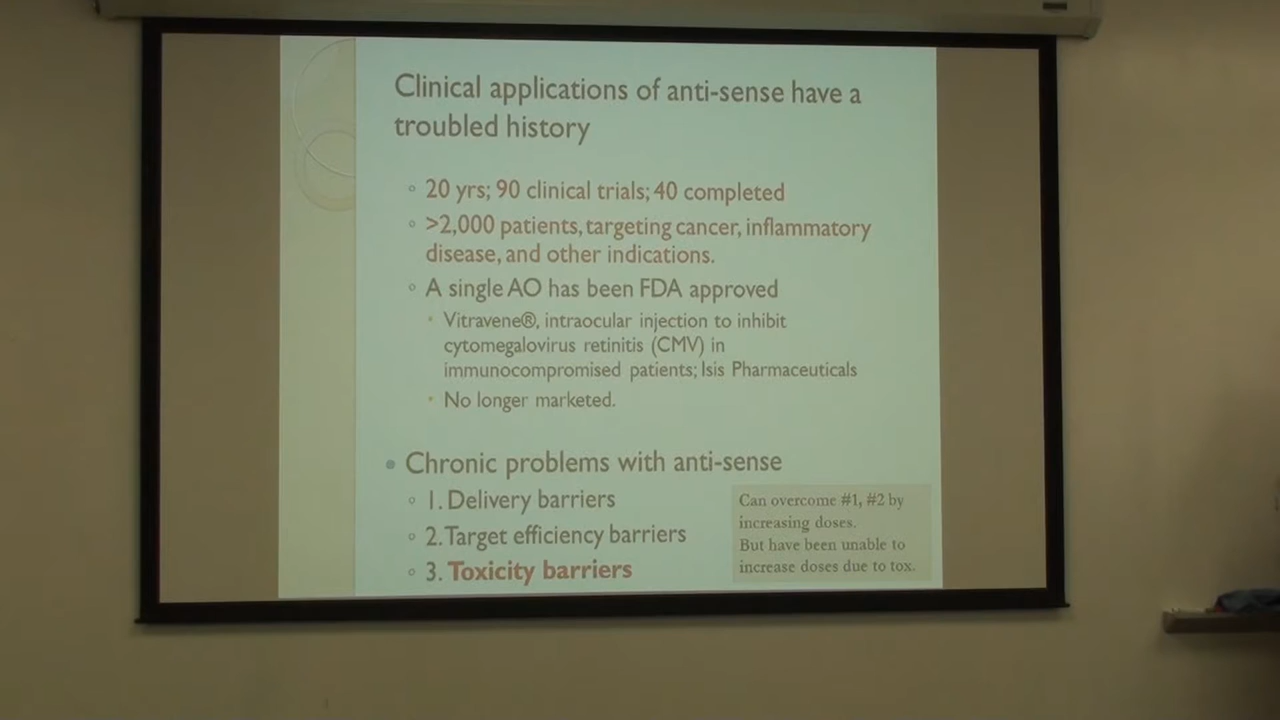 Clinical applications of anti-sense have a
troubled history
20 yrs; 90 clinical trials; 40 completed
>2,000 patients, targeting cancer, inflammatory
disease, and other indications.
A single AO has been FDA approved
Vitravene®, intraocular injection to inhibit
cytomegalovirus retinitis (CMV) in
immunocompromised patients; Isis Pharmaceuticals
No longer marketed.
Chronic problems with anti-sense
1. Delivery barriers
2. Target efficiency barriers
3. Toxicity barriers
Can overcome #1, #2 by
increasing doses.
But have been unable to
increase doses due to tox.